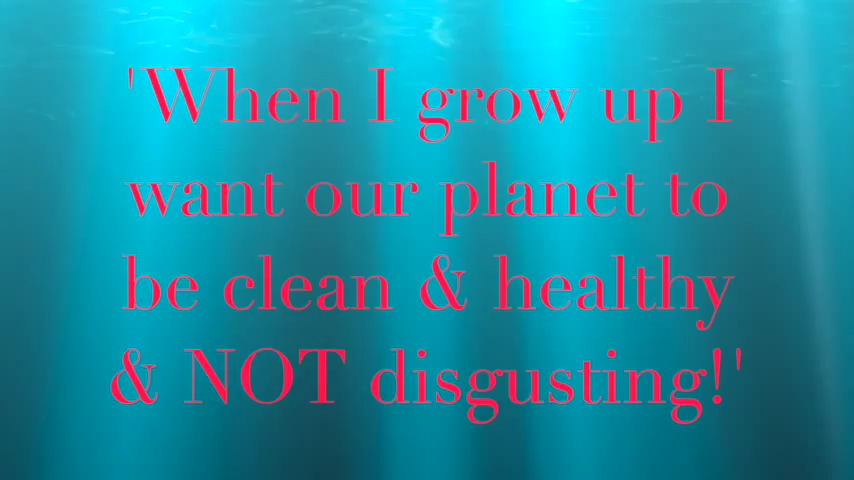 'When I grow up I
want our planet to
be clean & healthy
& NOT disgusting!'